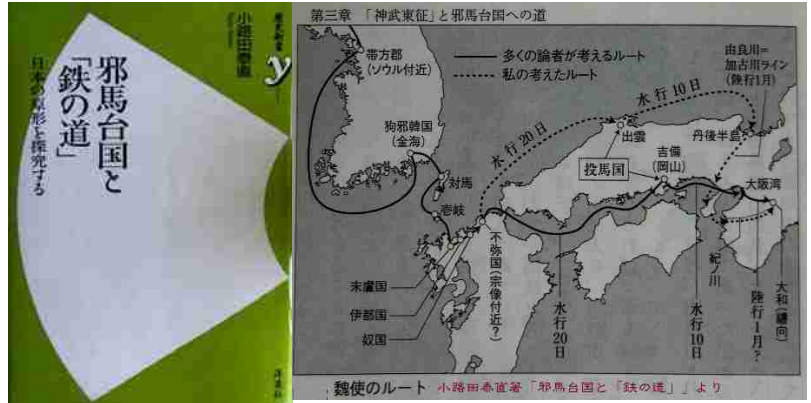 歴史新書
y
小路田泰直
邪馬台国と
「鉄の道」
日本の原形を探究する
洋泉社
第三章 「神武東征」と邪馬台国への道
帯方郡
(ソウル付近)
多くの論者が考えるルート
私の考えたルート
由良川=
加古川ライン
(陸行1月)
水行10日
水行20日
狗邪韓国
(金海)
出雲
丹後半島
吉備
(岡山)
投馬国
対馬
壱岐
大阪湾
末盧国
伊都国
奴国
不弥国(宗像付近?)
水行20日
水行10日
紀ノ川
陸行1月?
大和(纏向)
魏使のルート 小路田泰直著「邪馬台国と「鉄の道」」より